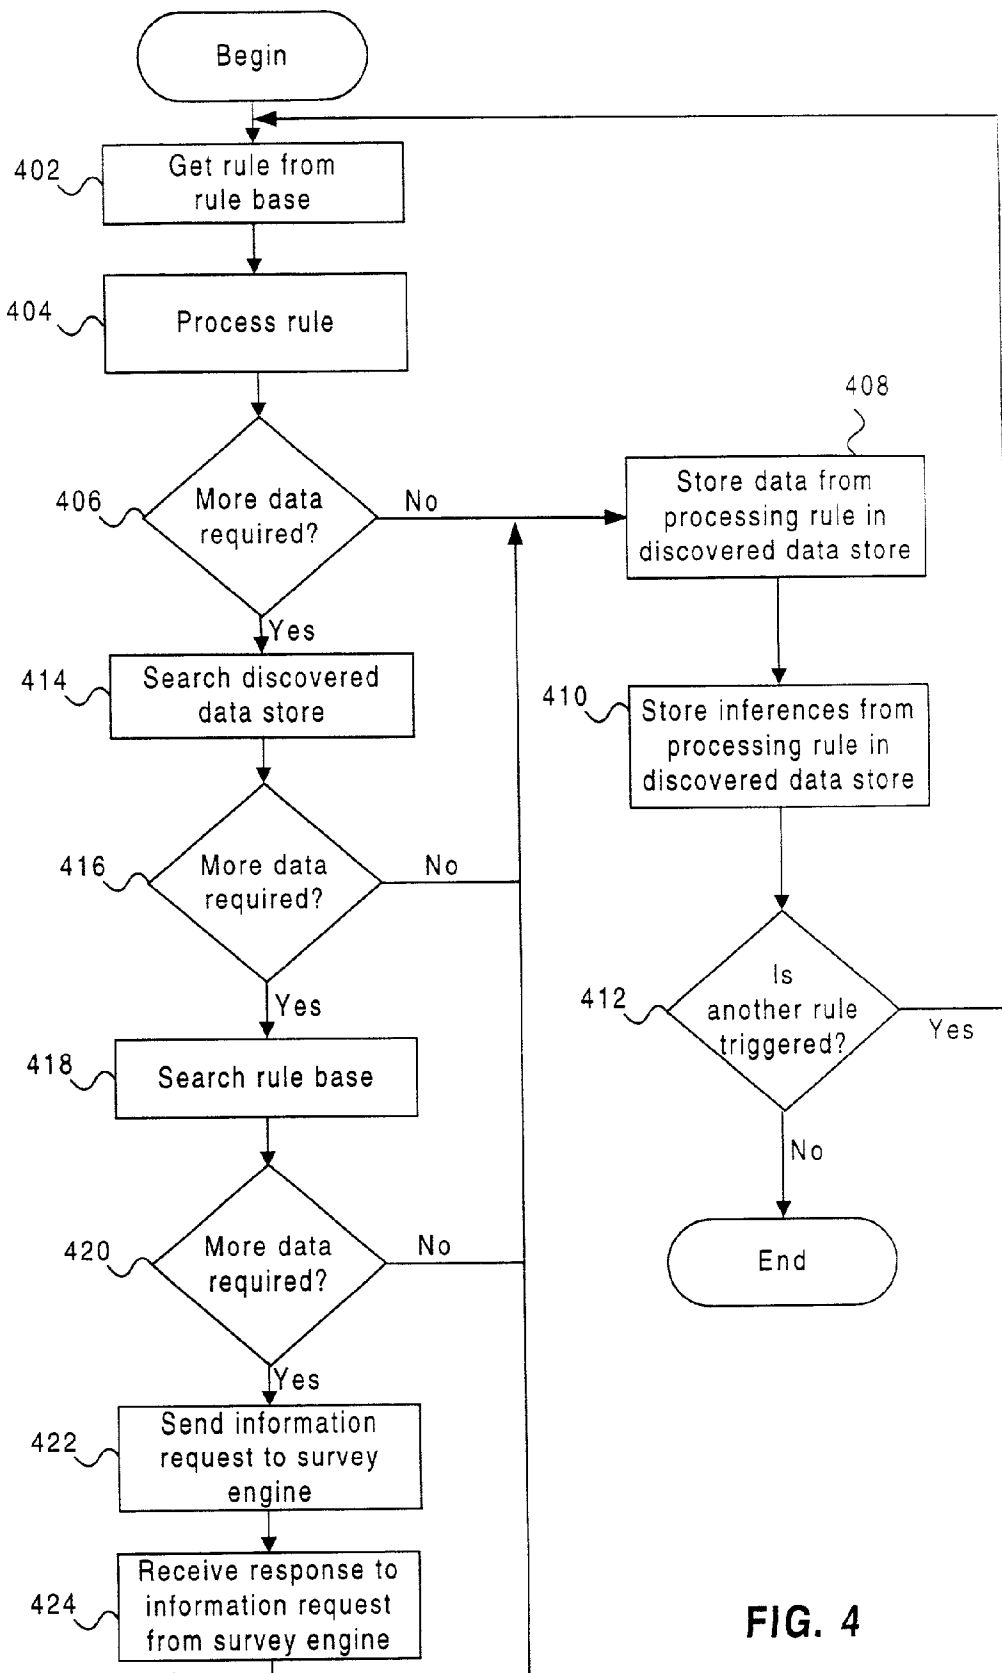 Begin
402
Get rule from
rule base
404
Process rule
406
More data
required?
No
Yes
408
Store data from
processing rule in
discovered data store
414
Search discovered
data store
410
Store inferences from
processing rule in
discovered data store
416
More data
required?
No
Yes
412
Is
another rule
triggered?
Yes
No
418
Search rule base
420
More data
required?
No
Yes
End
422
Send information
request to survey
engine
424
Receive response to
information request
from survey engine
FIG. 4